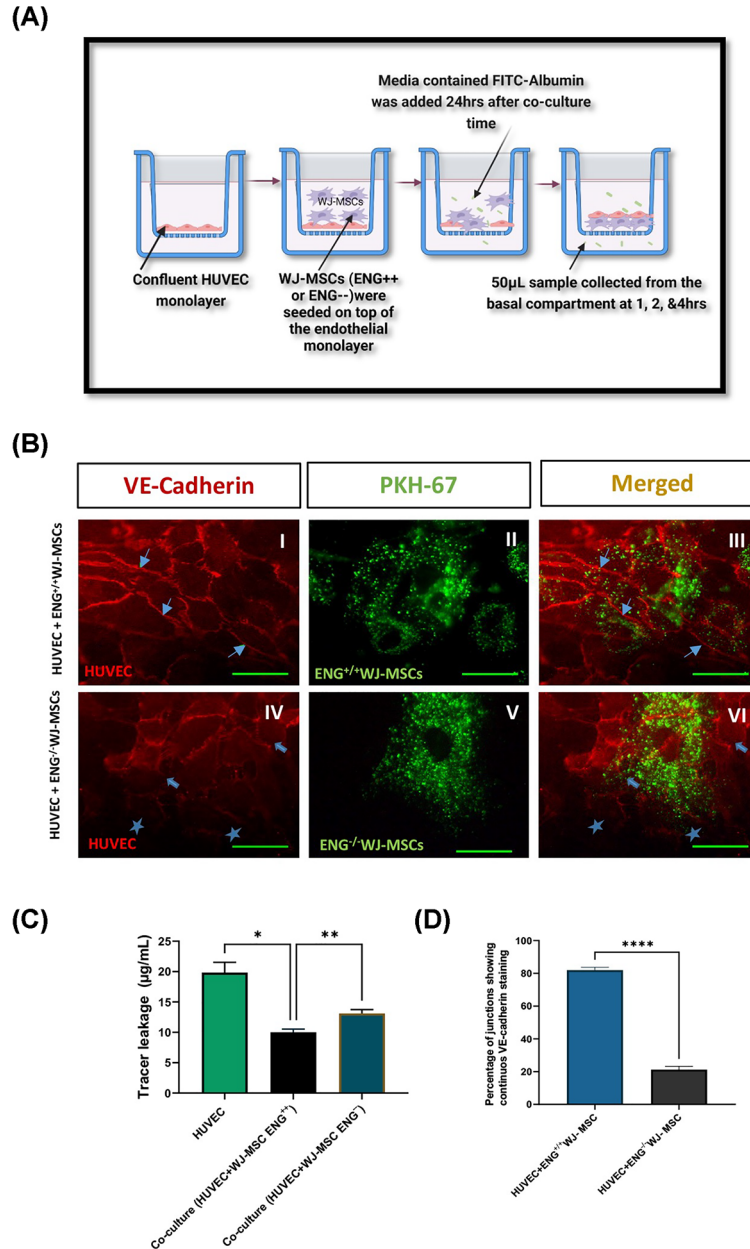 (A)
Media contained FITC-Albumin
was added 24hrs after co-culture
time
WJ-MSCs
Confluent HUVEC
monolayer
WJ-MSCs (ENG++
or ENG--)were
seeded on top of
the endothelial
monolayer
50µL sample collected from the
basal compartment at 1, 2, &4hrs
(B)
VE-Cadherin
PKH-67
Merged
HUVEC + ENG+/+WJ-MSCs
I
HUVEC
II
ENG+/+WJ-MSCs
III
HUVEC + ENG-/-WJ-MSCs
IV
HUVEC
V
ENG-/-WJ-MSCs
VI
(C)
Tracer leakage (µg/mL)
25
20
15
10
5
0
*
**
HUVEC
Co-culture (HUVEC+WJ-MSC ENG++)
Co-culture (HUVEC+WJ-MSC ENG-)
(D)
Percentage of junctions showing
continuos VE-cadherin staining
100
80
60
40
20
0
****
HUVEC+ENG+/+WJ- MSC
HUVEC+ENG-/-WJ- MSC